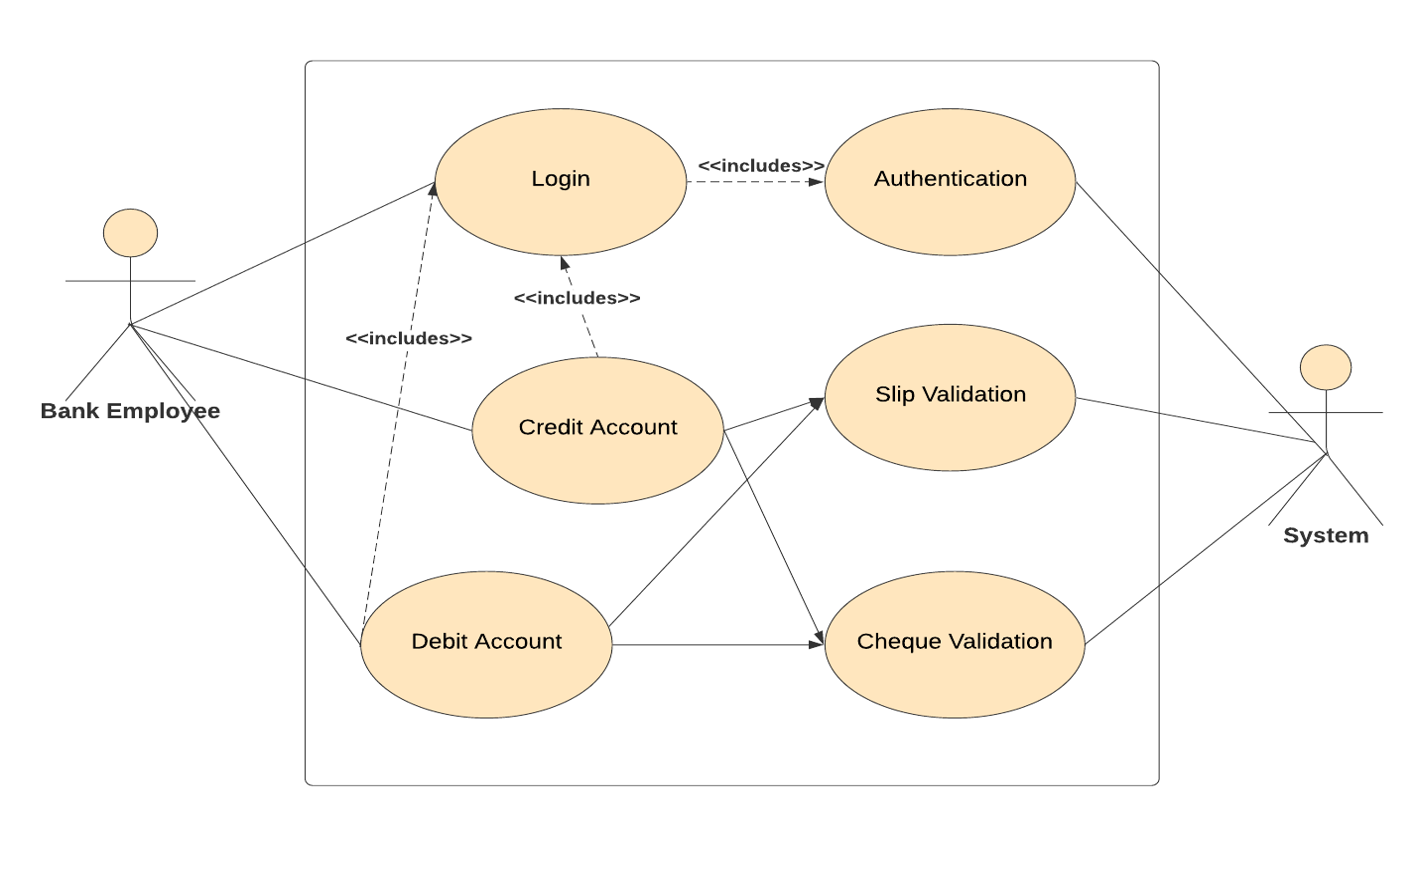 Login
<<includes>>
Authentication
<<includes>>
<<includes>>
Bank Employee
Credit Account
Slip Validation
System
Debit Account
Cheque Validation